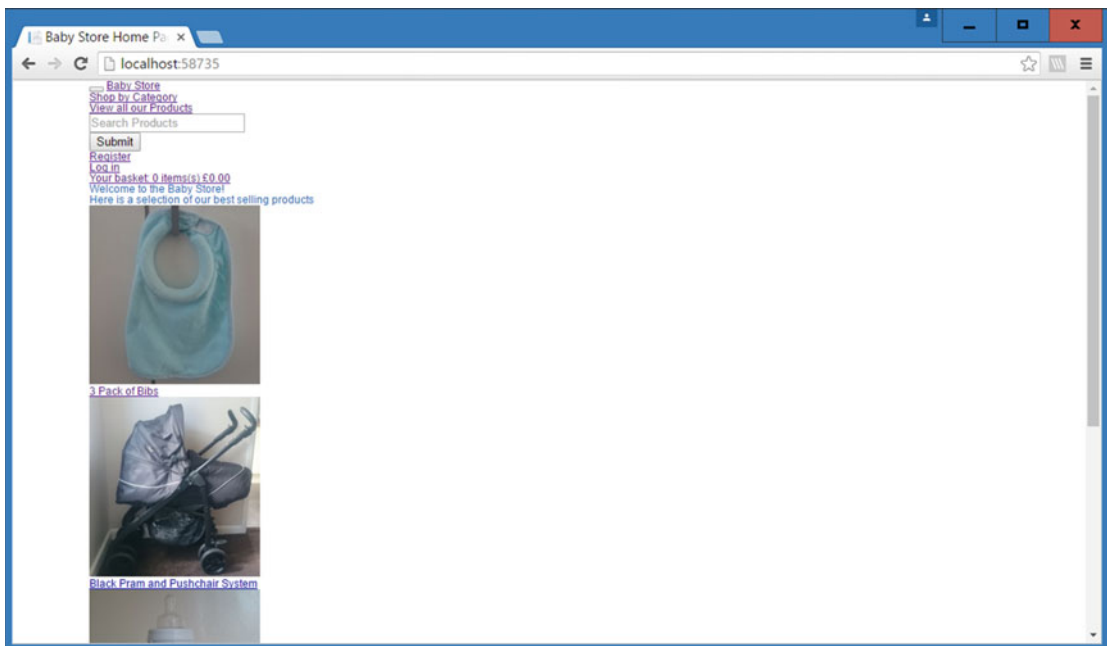 Baby Store Home Pa
localhost:58735
Baby Store
Shop by Category
View all our Products
Search Products
Submit
Register
Log in
Your basket: 0 items(s) £0.00
Welcome to the Baby Store!
Here is a selection of our best selling products
3 Pack of Bibs
Black Pram and Pushchair System